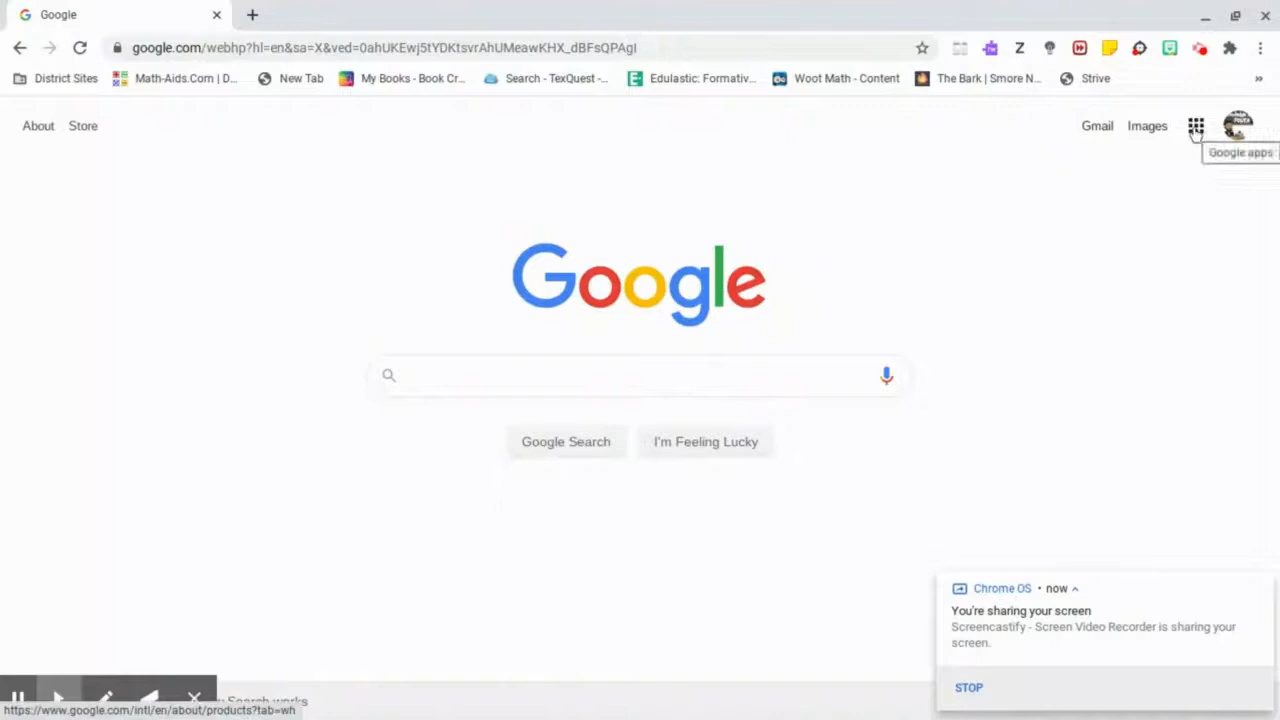 Google
google.com/webhp?hl=en&sa=X&ved=0ahUKEwj5tYDKtsvrAhUMeawKHX_dBFsQPAgI
District Sites Math-Aids.Com | D... New Tab My Books - Book Cr... Search - TexQuest -... Edulastic: Formativ... Woot Math - Content The Bark | Smore N... Strive »
About Store Gmail Images
Google apps
Google
Google Search I'm Feeling Lucky
Chrome OS • now
You're sharing your screen
Screencastify - Screen Video Recorder is sharing your
screen.
STOP
Search works
https://www.google.com/intl/en/about/products?tab=wh